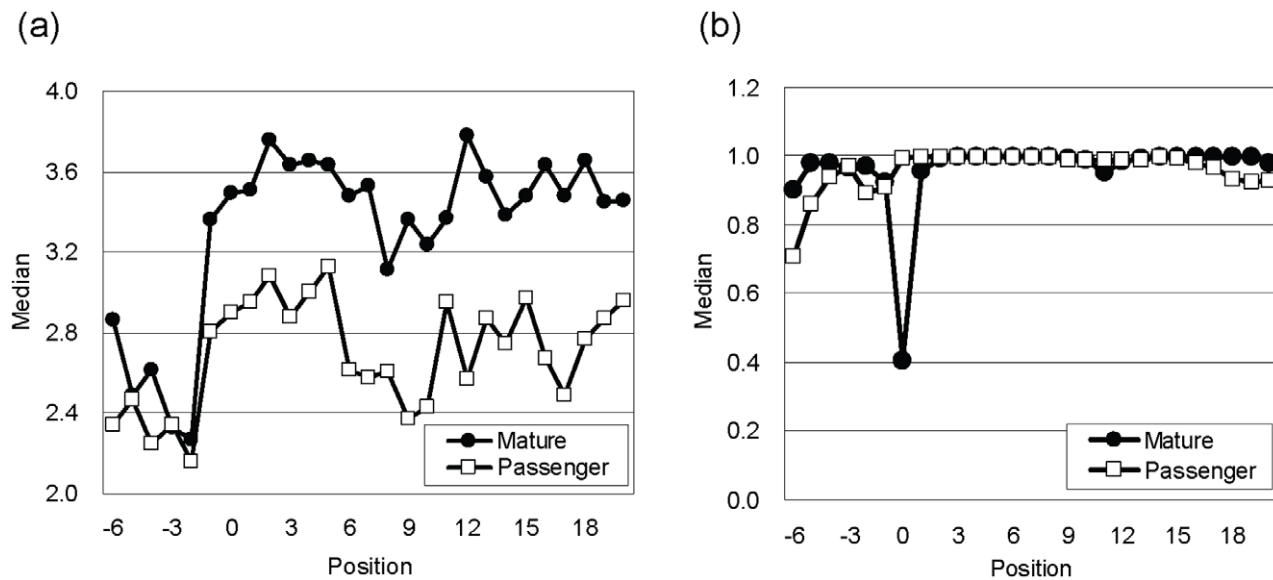 (a)
4.0
3.6
3.2
2.8
2.4
2.0
Median
-6 -3 0 3 6 9 12 15 18
Position
Mature
Passenger
(b)
1.2
1.0
0.8
0.6
0.4
0.2
0.0
Median
-6 -3 0 3 6 9 12 15 18
Position
Mature
Passenger